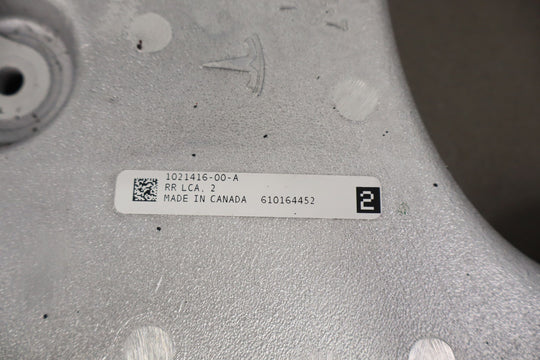 1021416-00-A
RR LCA, 2
MADE IN CANADA 610164452
2